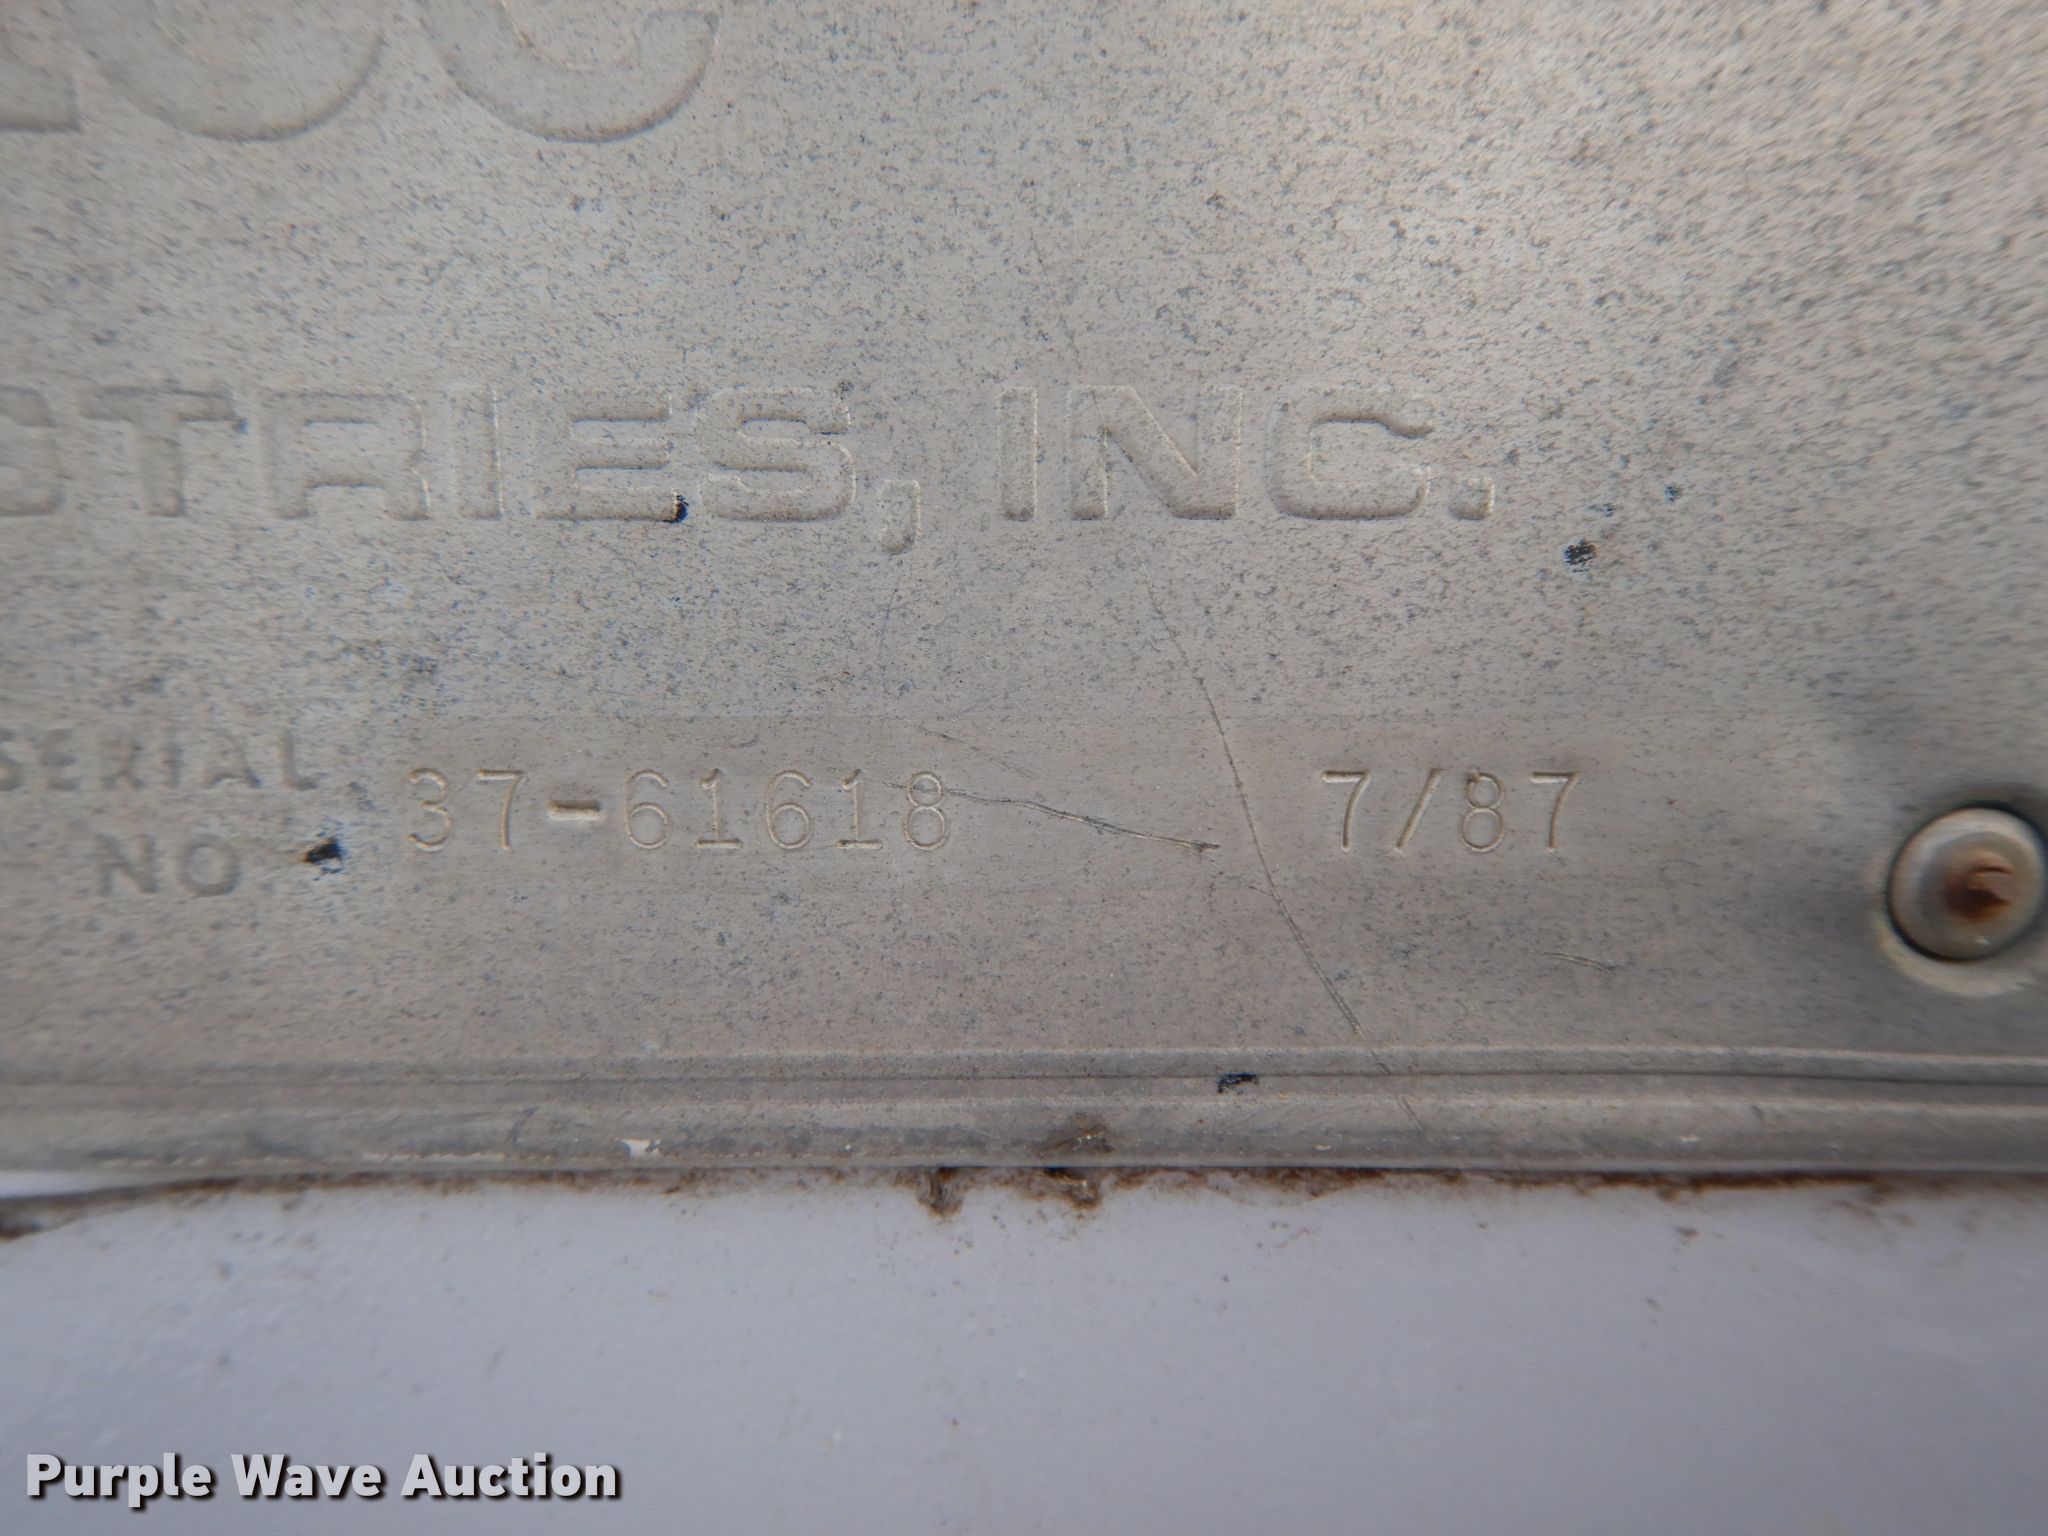 STRIES, INC.
SERIAL 37-61618 7/87
NO.
Purple Wave Auction